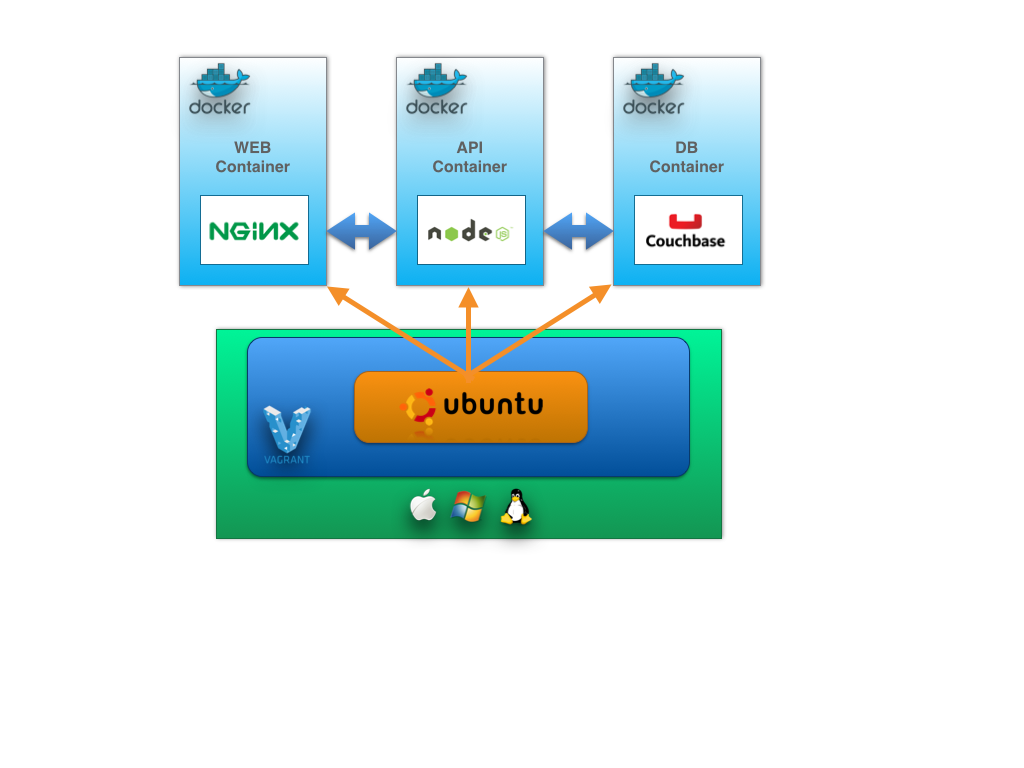 docker
docker
docker
WEB
Container
API
Container
DB
Container
NGiNX
node
JS
Couchbase
ubuntu
VAGRANT